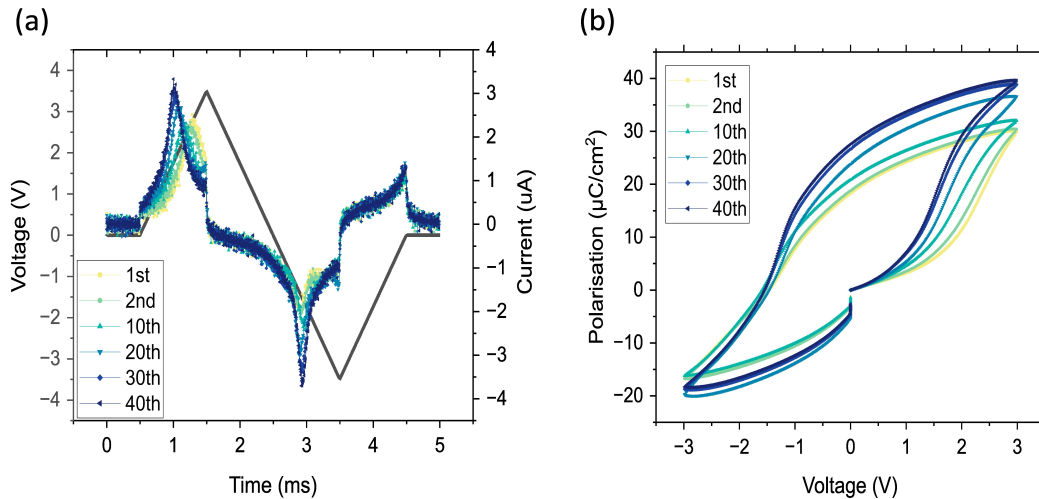 (a)
4
3
2
1
0
−1
−2
−3
−4
Voltage (V)
4
3
2
1
0
−1
−2
−3
−4
Current (uA)
1st
2nd
10th
20th
30th
40th
0 1 2 3 4 5
Time (ms)
(b)
40
30
20
10
0
−10
−20
Polarisation (µC/cm²)
1st
2nd
10th
20th
30th
40th
−3 −2 −1 0 1 2 3
Voltage (V)